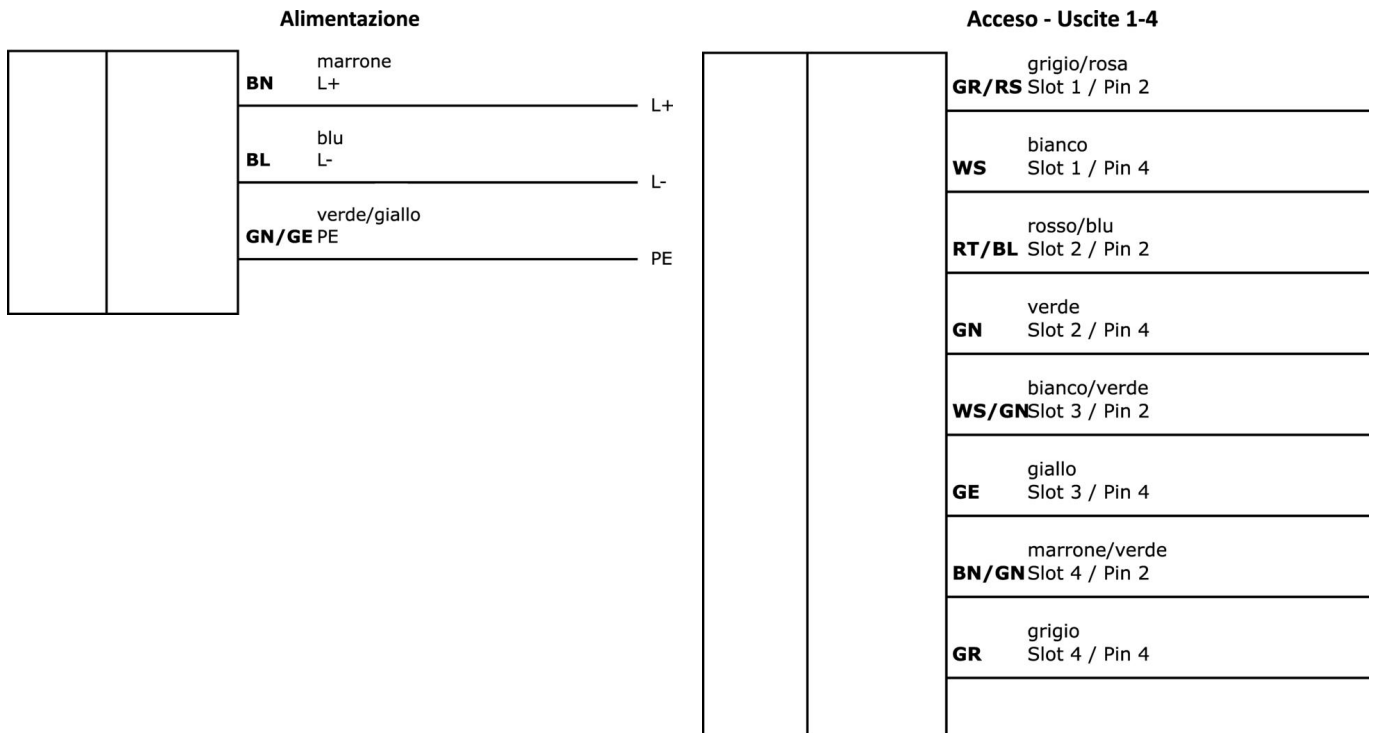 Alimentazione
marrone
BN L+
L+
blu
BL L-
L-
verde/giallo
GN/GE PE
PE
Acceso - Uscite 1-4
grigio/rosa
GR/RS Slot 1 / Pin 2
bianco
WS Slot 1 / Pin 4
rosso/blu
RT/BL Slot 2 / Pin 2
verde
GN Slot 2 / Pin 4
bianco/verde
WS/GN Slot 3 / Pin 2
giallo
GE Slot 3 / Pin 4
marrone/verde
BN/GN Slot 4 / Pin 2
grigio
GR Slot 4 / Pin 4